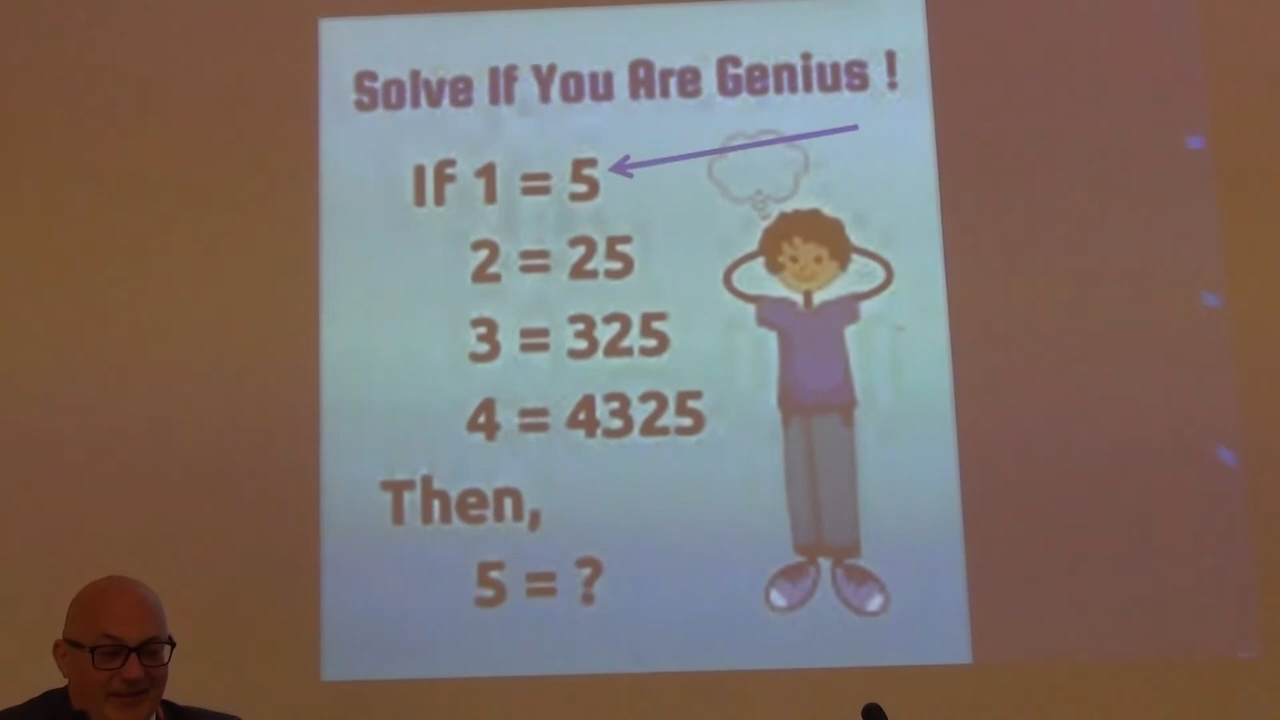 Solve If You Are Genius !
If 1 = 5
2 = 25
3 = 325
4 = 4325
Then,
5 = ?